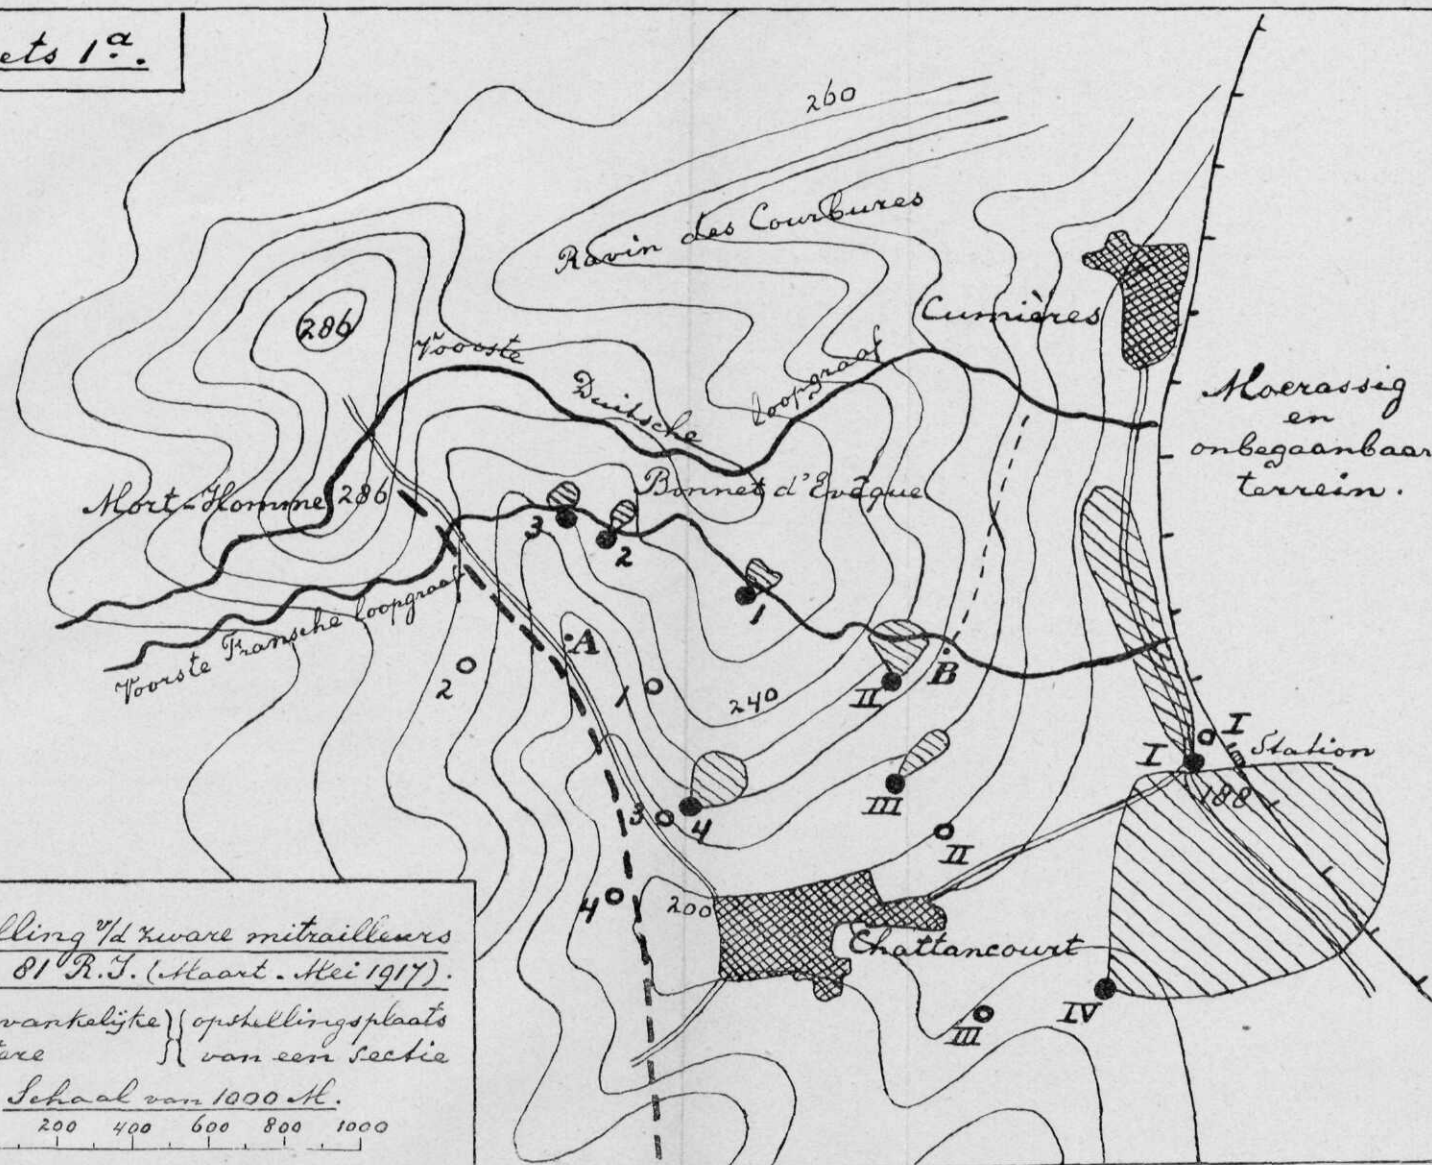 ets 1a.
260
Ravin des Courbures
Cumières
286
Voorste
Duitsche
loopgraaf
Moerassig
en
onbegaanbaar
terrein.
Mort-Homme 286
Bonnet d'Evêque
3
2
1
Voorste Fransche loopgraaf
A
2
1
240
II
B
I
I
Station
188
3
4
III
II
4
200
Chattancourt
III
IV
lling v/d zware mitrailleurs
81 R.I. (Maart-Mei 1917).
vankelijke opstellingsplaats
van een sectie
Schaal van 1000 M.
200 400 600 800 1000